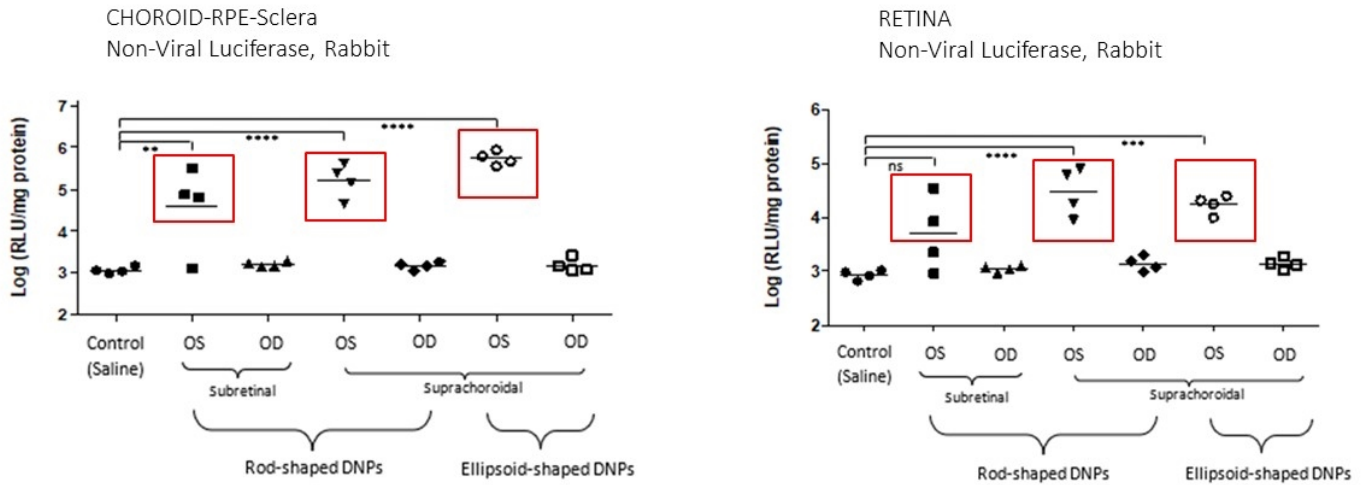 CHOROID-RPE-Sclera
Non-Viral Luciferase, Rabbit
Log (RLU/mg protein)
7
6
5
4
3
2
**
****
****
Control
(Saline)
OS
OD
OS
OD
OS
OD
Subretinal
Suprachoroidal
Rod-shaped DNPs
Ellipsoid-shaped DNPs
RETINA
Non-Viral Luciferase, Rabbit
Log (RLU/mg protein)
6
5
4
3
2
ns
****
***
Control
(Saline)
OS
OD
OS
OD
OS
OD
Subretinal
Suprachoroidal
Rod-shaped DNPs
Ellipsoid-shaped DNPs